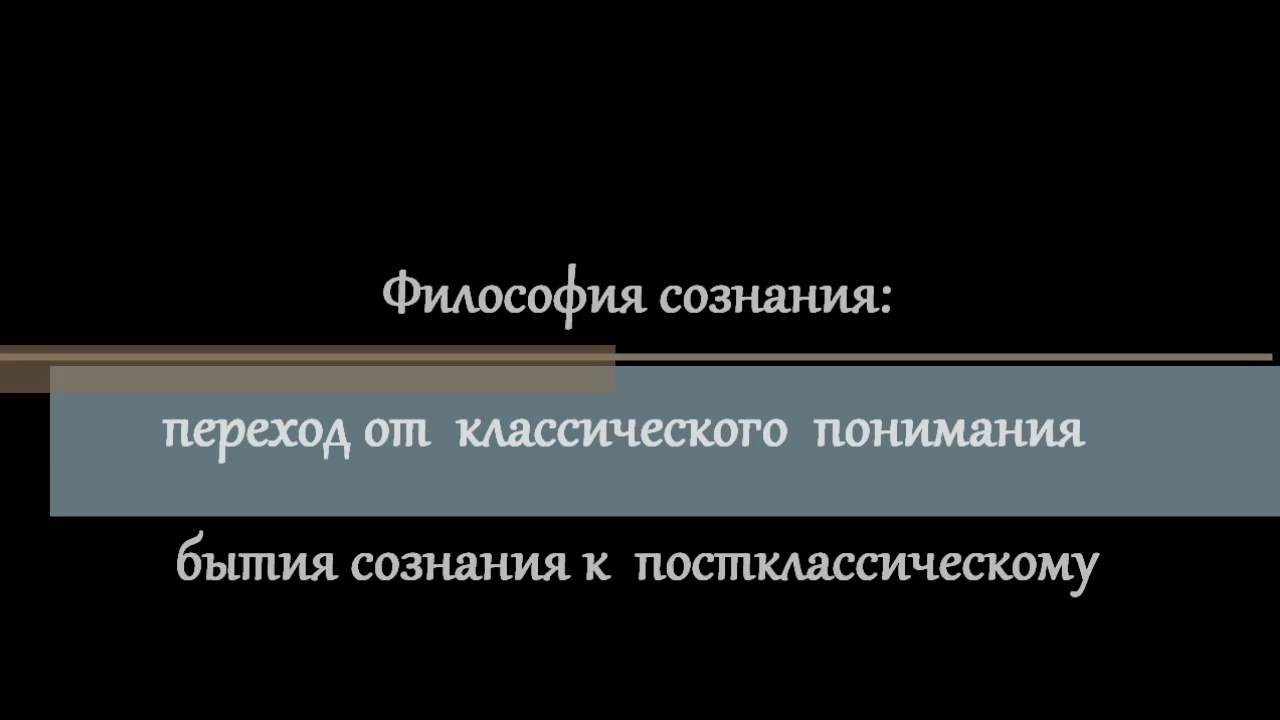 Философия сознания:
переход от классического понимания
бытия сознания к постклассическому